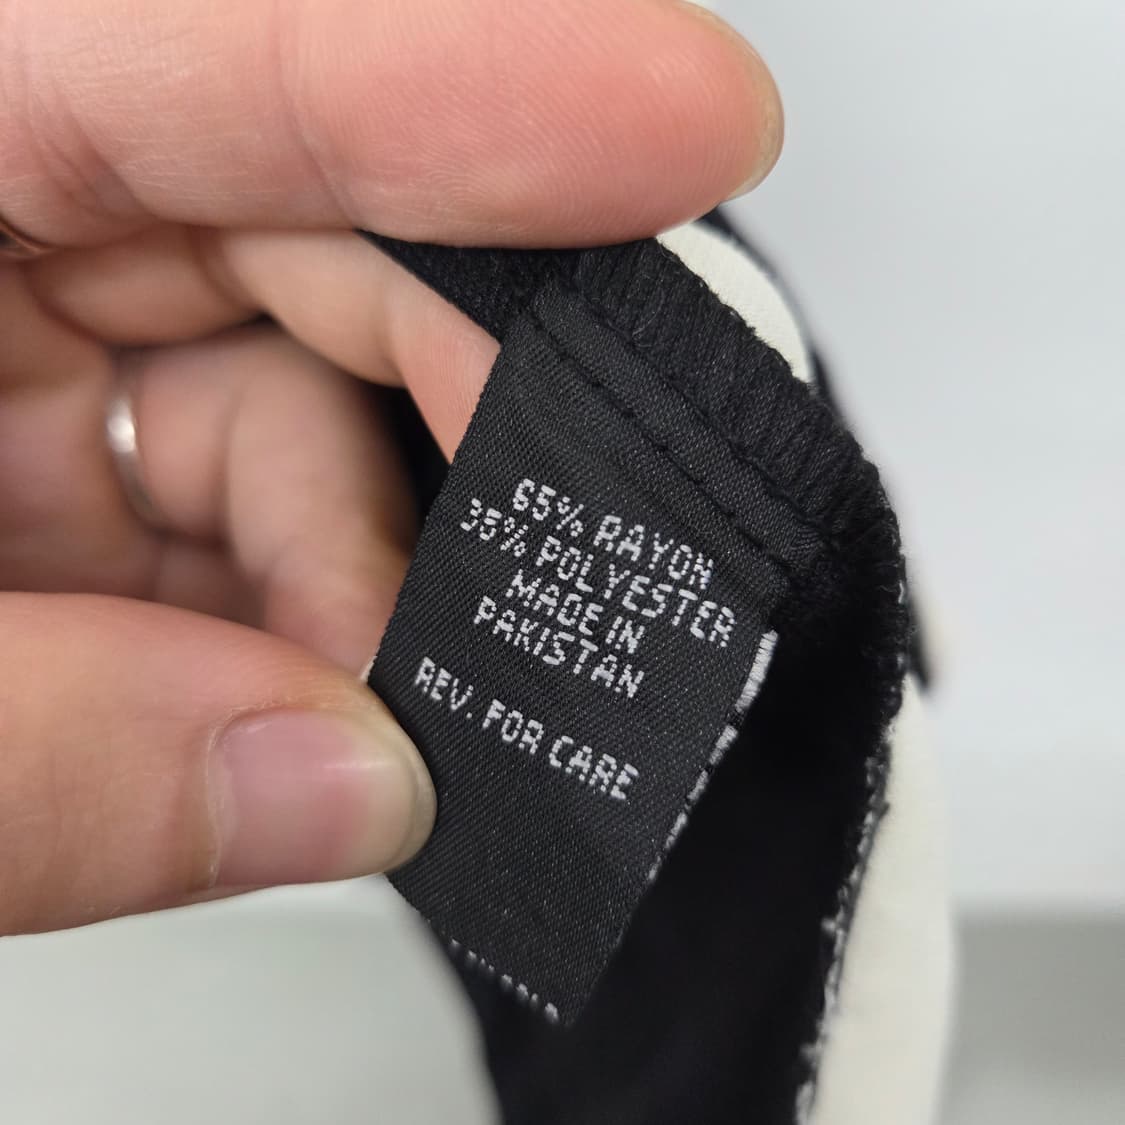 65% RAYON
35% POLYESTER
MADE IN
PAKISTAN
REV. FOR CARE